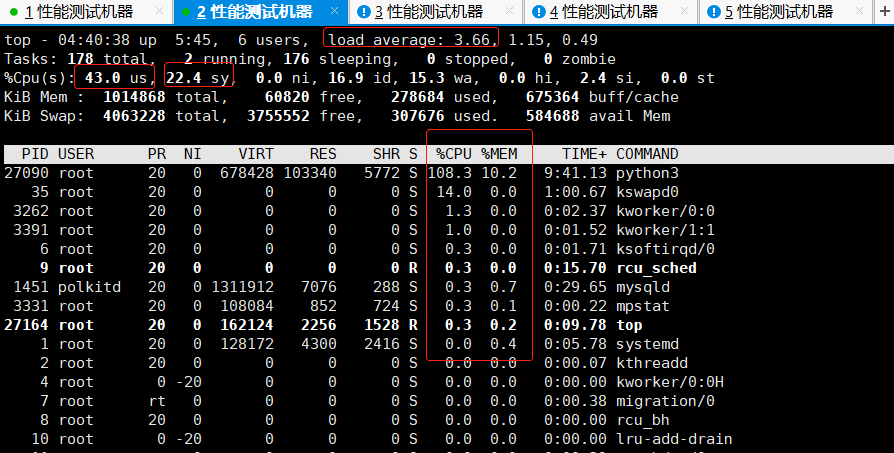 1 性能测试机器 × 2 性能测试机器 × 3 性能测试机器 × 4 性能测试机器 × 5 性能测试机器 × +
top - 04:40:38 up  5:45,  6 users,  load average: 3.66, 1.15, 0.49
Tasks: 178 total,   2 running, 176 sleeping,   0 stopped,   0 zombie
%Cpu(s): 43.0 us, 22.4 sy,  0.0 ni, 16.9 id, 15.3 wa,  0.0 hi,  2.4 si,  0.0 st
KiB Mem :  1014868 total,    60820 free,   278684 used,   675364 buff/cache
KiB Swap:  4063228 total,  3755552 free,   307676 used.   584688 avail Mem
PID USER      PR  NI    VIRT    RES    SHR S  %CPU %MEM     TIME+ COMMAND
27090 root      20   0  678428 103340   5772 S 108.3 10.2   9:41.13 python3
35 root      20   0       0      0      0 S  14.0  0.0   1:00.67 kswapd0
3262 root      20   0       0      0      0 S   1.3  0.0   0:02.37 kworker/0:0
3391 root      20   0       0      0      0 S   1.0  0.0   0:01.52 kworker/1:1
6 root      20   0       0      0      0 S   0.3  0.0   0:01.71 ksoftirqd/0
9 root      20   0       0      0      0 R   0.3  0.0   0:15.70 rcu_sched
1451 polkitd   20   0 1311912   7076    288 S   0.3  0.7   0:29.65 mysqld
3331 root      20   0  108084    852    724 S   0.3  0.1   0:00.22 mpstat
27164 root      20   0  162124   2256   1528 R   0.3  0.2   0:09.78 top
1 root      20   0  128172   4300   2416 S   0.0  0.4   0:05.78 systemd
2 root      20   0       0      0      0 S   0.0  0.0   0:00.07 kthreadd
4 root       0 -20       0      0      0 S   0.0  0.0   0:00.00 kworker/0:0H
7 root      rt   0       0      0      0 S   0.0  0.0   0:00.38 migration/0
8 root      20   0       0      0      0 S   0.0  0.0   0:00.00 rcu_bh
10 root       0 -20       0      0      0 S   0.0  0.0   0:00.00 lru-add-drain